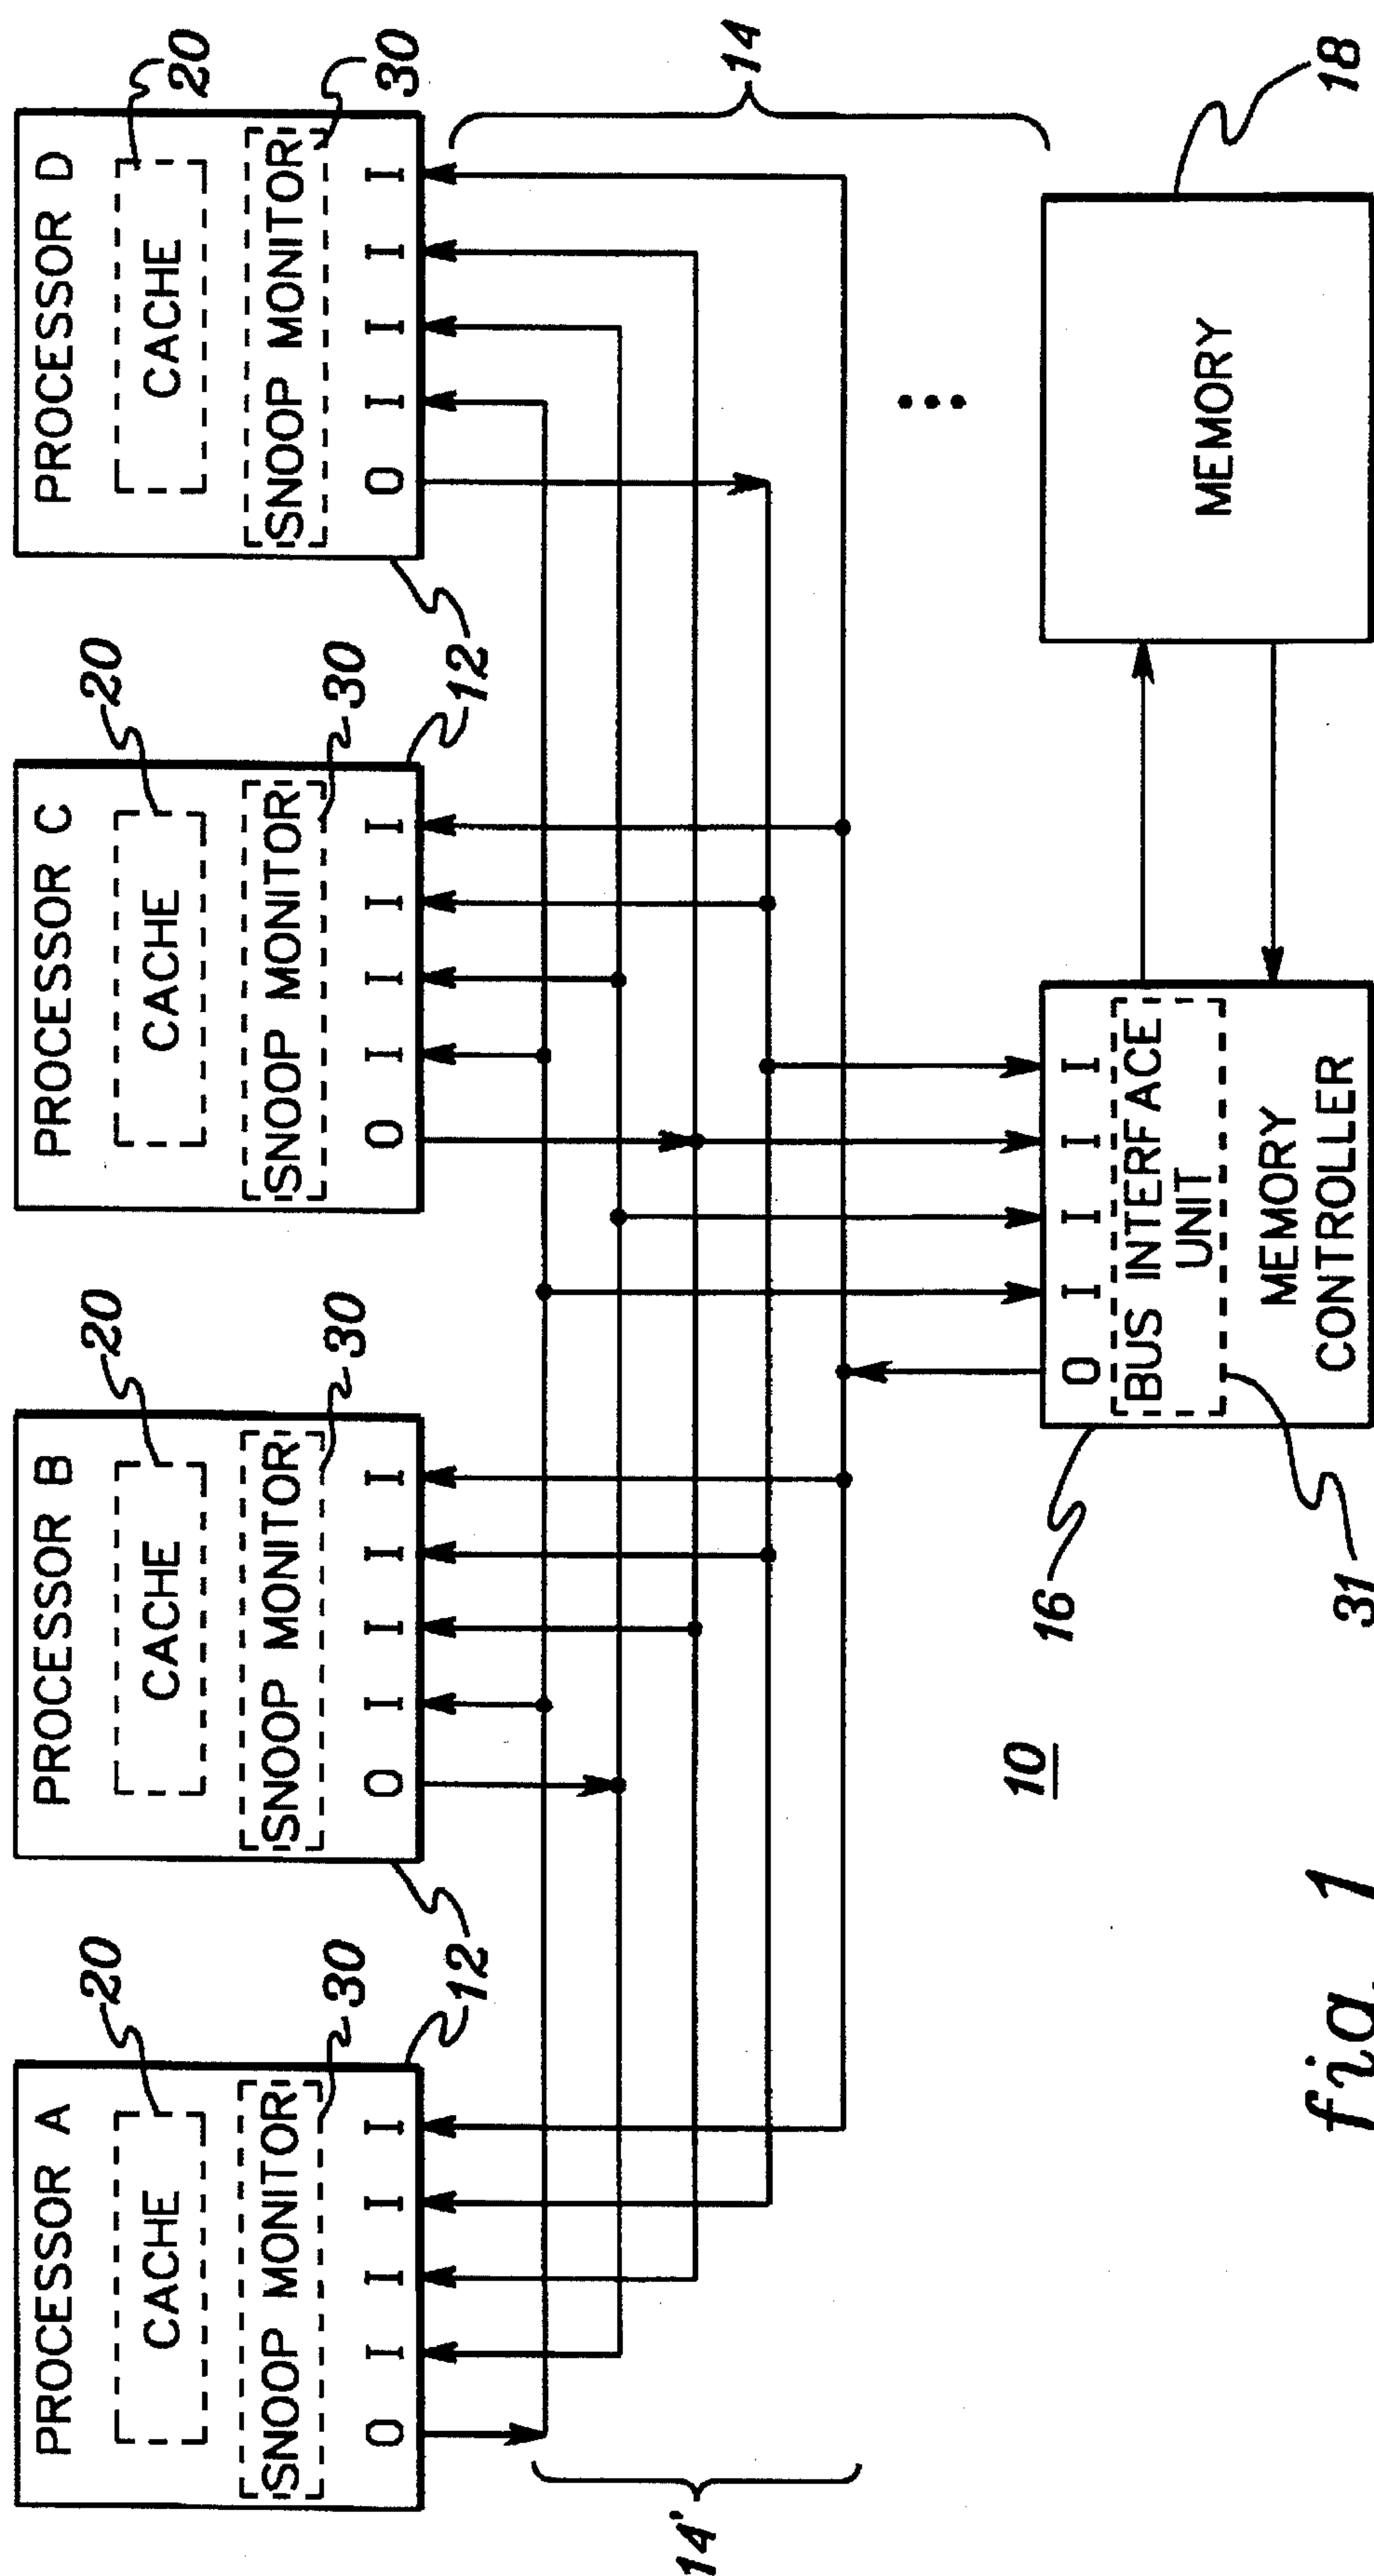 PROCESSOR A
CACHE
SNOOP MONITOR
O I I I I
20
30
12
PROCESSOR B
CACHE
SNOOP MONITOR
O I I I I
20
30
12
PROCESSOR C
CACHE
SNOOP MONITOR
O I I I I
20
30
12
PROCESSOR D
CACHE
SNOOP MONITOR
O I I I I
20
30
12
14'
14
10
16
O I I I I
BUS INTERFACE
UNIT
MEMORY
CONTROLLER
31
MEMORY
18
fig. 1